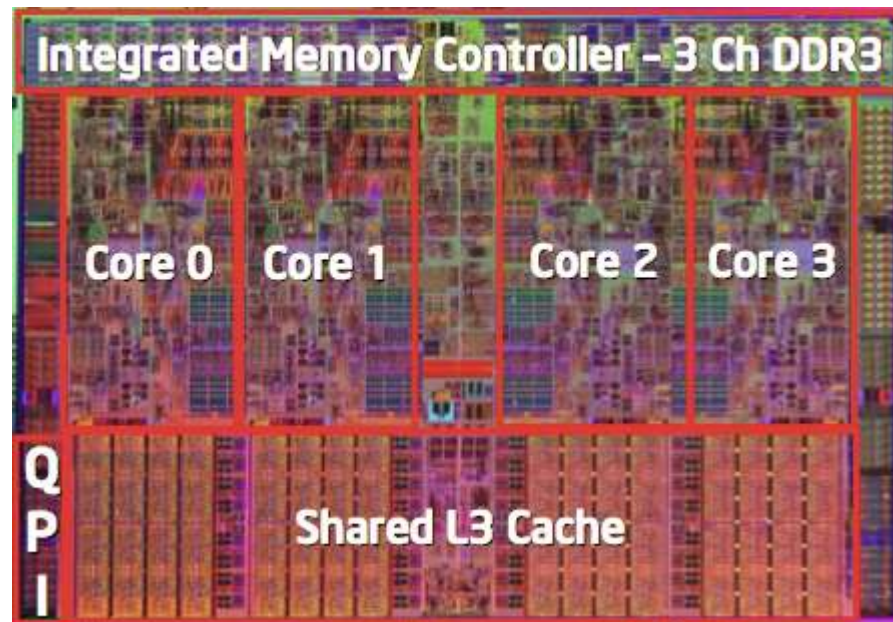 Integrated Memory Controller – 3 Ch DDR3
Core 0
Core 1
Core 2
Core 3
Q
P
I
Shared L3 Cache